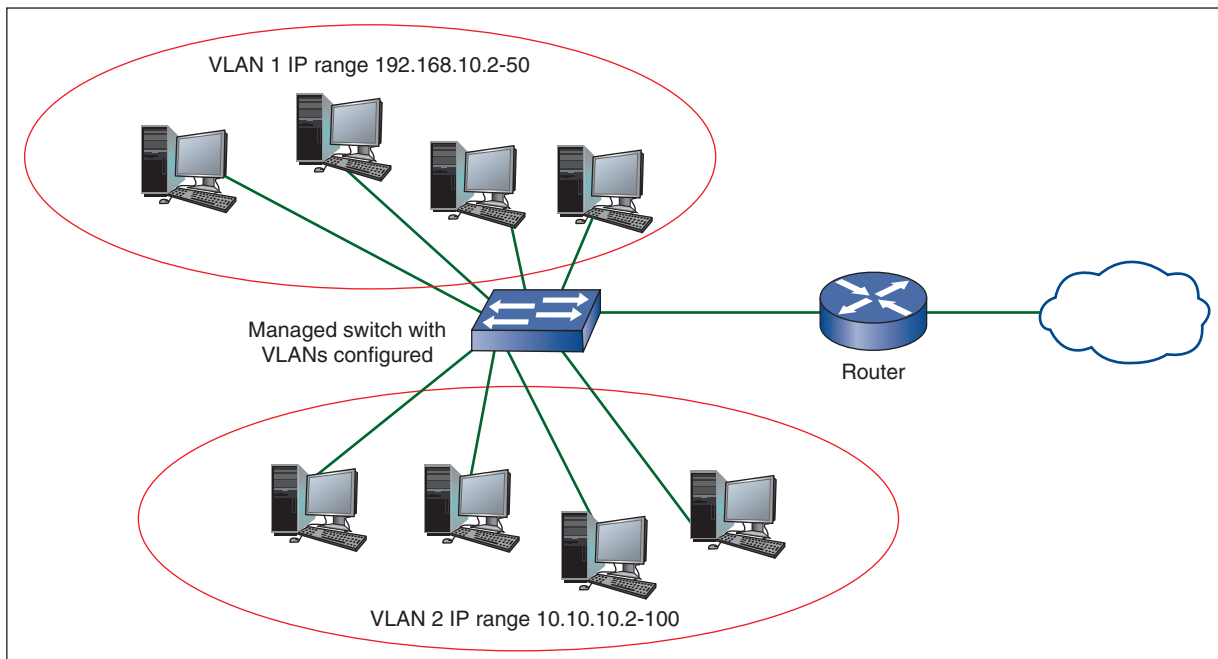 VLAN 1 IP range 192.168.10.2-50
Managed switch with
VLANs configured
Router
VLAN 2 IP range 10.10.10.2-100